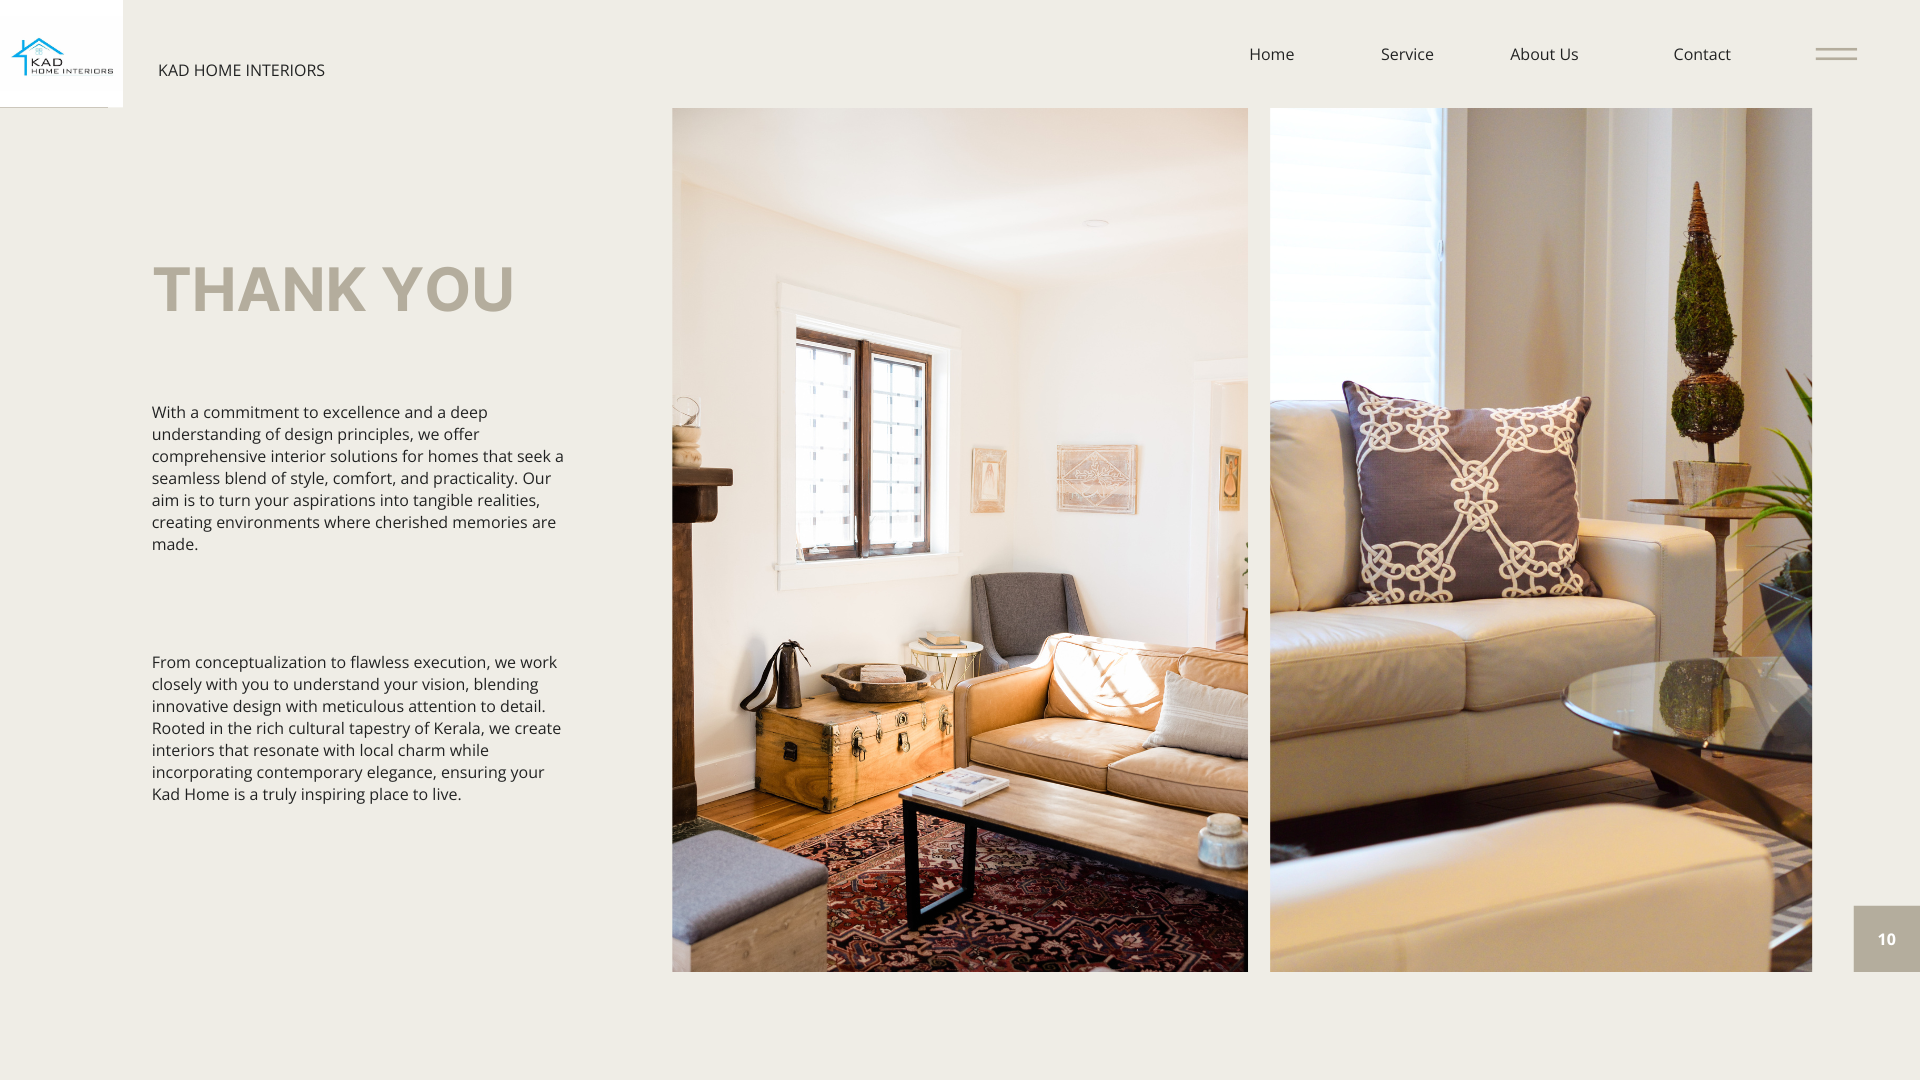 KAD
HOME INTERIORS
KAD HOME INTERIORS
Home
Service
About Us
Contact
THANK YOU
With a commitment to excellence and a deep
understanding of design principles, we offer
comprehensive interior solutions for homes that seek a
seamless blend of style, comfort, and practicality. Our
aim is to turn your aspirations into tangible realities,
creating environments where cherished memories are
made.
From conceptualization to flawless execution, we work
closely with you to understand your vision, blending
innovative design with meticulous attention to detail.
Rooted in the rich cultural tapestry of Kerala, we create
interiors that resonate with local charm while
incorporating contemporary elegance, ensuring your
Kad Home is a truly inspiring place to live.
10